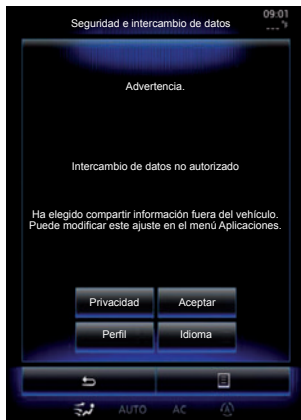 Seguridad e intercambio de datos
09:01
---°
Advertencia.
Intercambio de datos no autorizado
Ha elegido compartir información fuera del vehículo.
Puede modificar este ajuste en el menú Aplicaciones.
Privacidad
Aceptar
Perfil
Idioma
AUTO
AC
(A)